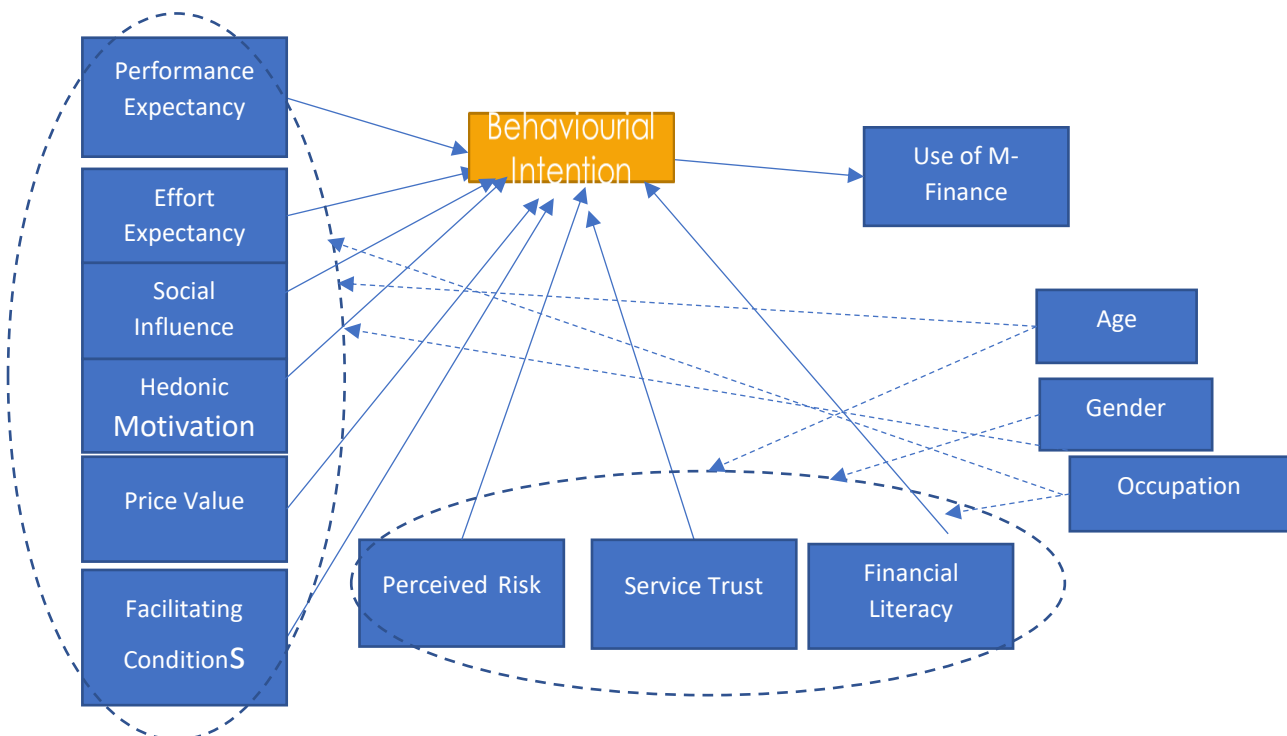 Performance
Expectancy
Behaviourial
Intention
Use of M-
Finance
Effort
Expectancy
Social
Influence
Hedonic
Motivation
Price Value
Facilitating
ConditionS
Age
Gender
Occupation
Perceived Risk
Service Trust
Financial
Literacy